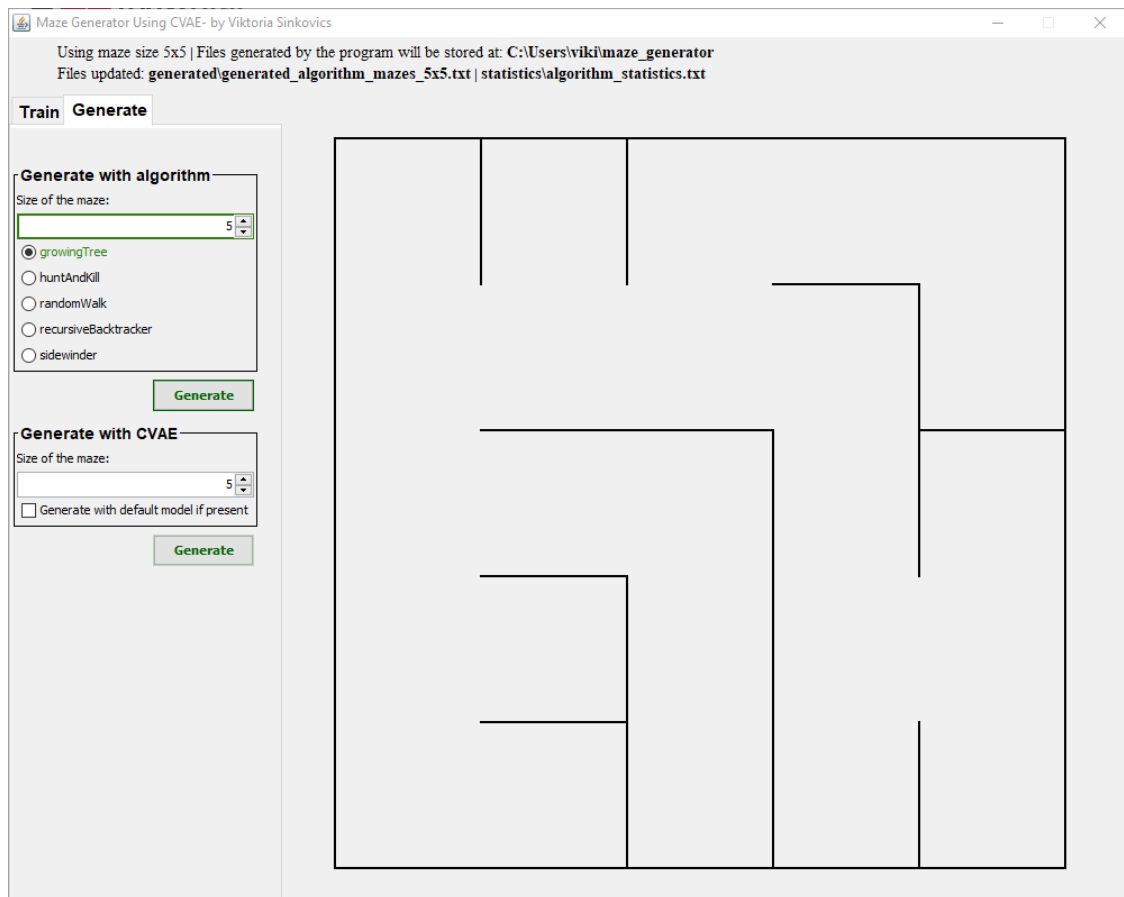 Maze Generator Using CVAE- by Viktoria Sinkovics
Using maze size 5x5 | Files generated by the program will be stored at: C:\Users\viki\maze_generator
Files updated: generated\generated_algorithm_mazes_5x5.txt | statistics\algorithm_statistics.txt
Train Generate
Generate with algorithm
Size of the maze:
5
growingTree
huntAndKill
randomWalk
recursiveBacktracker
sidewinder
Generate
Generate with CVAE
Size of the maze:
5
Generate with default model if present
Generate